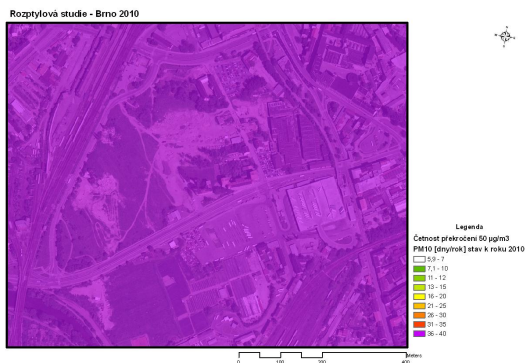 Rozptylová studie - Brno 2010
Legenda
Četnost překročení 50 µg/m3
PM10 [dny/rok] stav k roku 2010
5,9 - 7
7,1 - 10
11 - 12
13 - 15
16 - 20
21 - 25
26 - 30
31 - 35
36 - 40
Meters
0 100 200 400